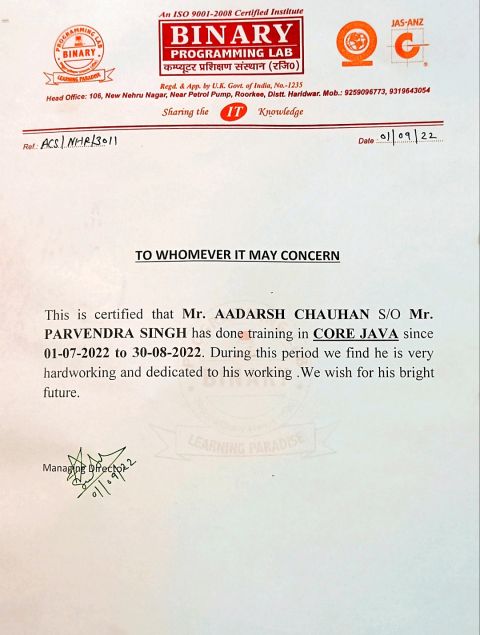 An ISO 9001-2008 Certified Institute
PROGRAMMING LAB
BINARY
LEARNING PARADISE
BINARY
PROGRAMMING LAB
कम्प्यूटर प्रशिक्षण संस्थान (रजि०)
JAS-ANZ
Regd. & App. by U.K. Govt. of India, No.-1235
Head Office: 106, New Nehru Nagar, Near Petrol Pump, Roorkee, Distt. Haridwar. Mob.: 9259096773, 9319643054
Sharing the IT Knowledge
Ref.: ACS/NHR/3011
Date 01/09/22
TO WHOMEVER IT MAY CONCERN
This is certified that Mr. AADARSH CHAUHAN S/O Mr.
PARVENDRA SINGH has done training in CORE JAVA since
01-07-2022 to 30-08-2022. During this period we find he is very
hardworking and dedicated to his working .We wish for his bright
future.
BINARY
LEARNING PARADISE
Managing Director
01/09/22